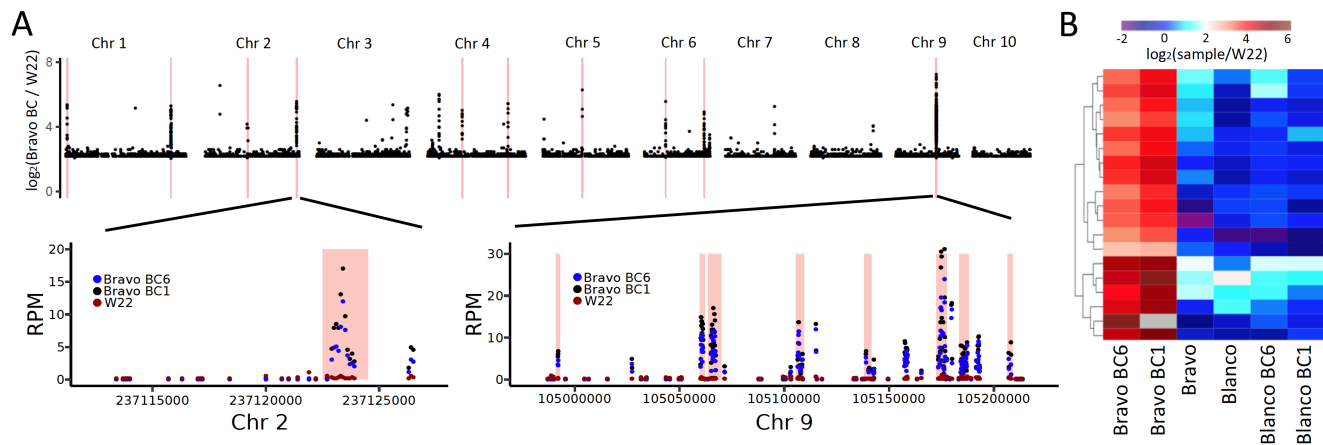 A
Chr 1
Chr 2
Chr 3
Chr 4
Chr 5
Chr 6
Chr 7
Chr 8
Chr 9
Chr 10
log₂(Bravo BC / W22)
8
4
0
RPM
20
15
10
5
0
Bravo BC6
Bravo BC1
W22
237115000
237120000
237125000
Chr 2
RPM
30
20
10
0
Bravo BC6
Bravo BC1
W22
105000000
105050000
105100000
105150000
105200000
Chr 9
B
-2 0 2 4 6
log₂(sample/W22)
Bravo BC6
Bravo BC1
Bravo
Blanco
Blanco BC6
Blanco BC1